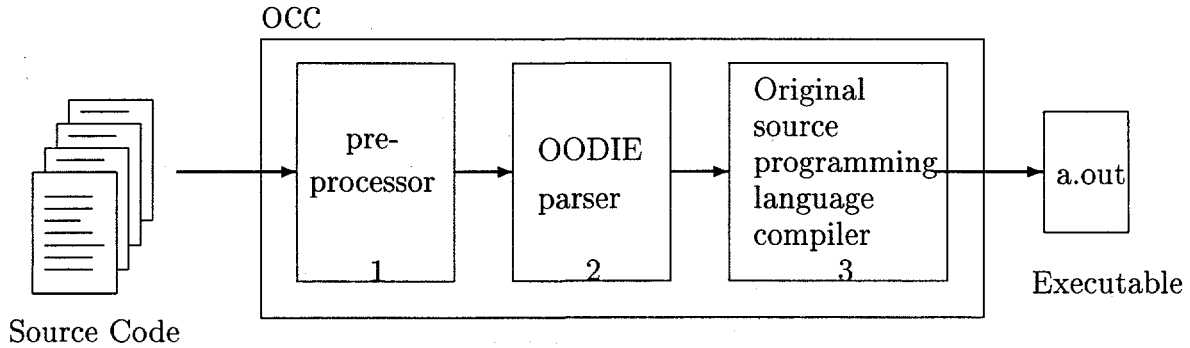 OCC
pre-
processor
1
OODIE
parser
2
Original
source
programming
language
compiler
3
a.out
Executable
Source Code